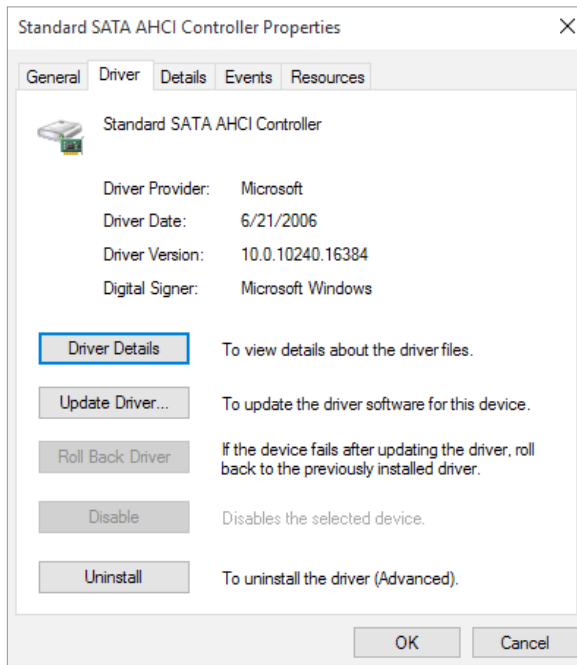 Standard SATA AHCI Controller Properties
General Driver Details Events Resources
Standard SATA AHCI Controller
Driver Provider: Microsoft
Driver Date: 6/21/2006
Driver Version: 10.0.10240.16384
Digital Signer: Microsoft Windows
Driver Details To view details about the driver files.
Update Driver... To update the driver software for this device.
Roll Back Driver If the device fails after updating the driver, roll
back to the previously installed driver.
Disable Disables the selected device.
Uninstall To uninstall the driver (Advanced).
OK Cancel